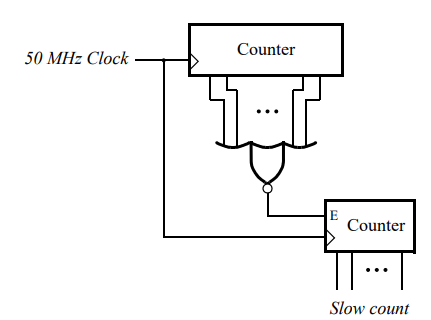 Counter
50 MHz Clock
• • •
E
Counter
• • •
Slow count